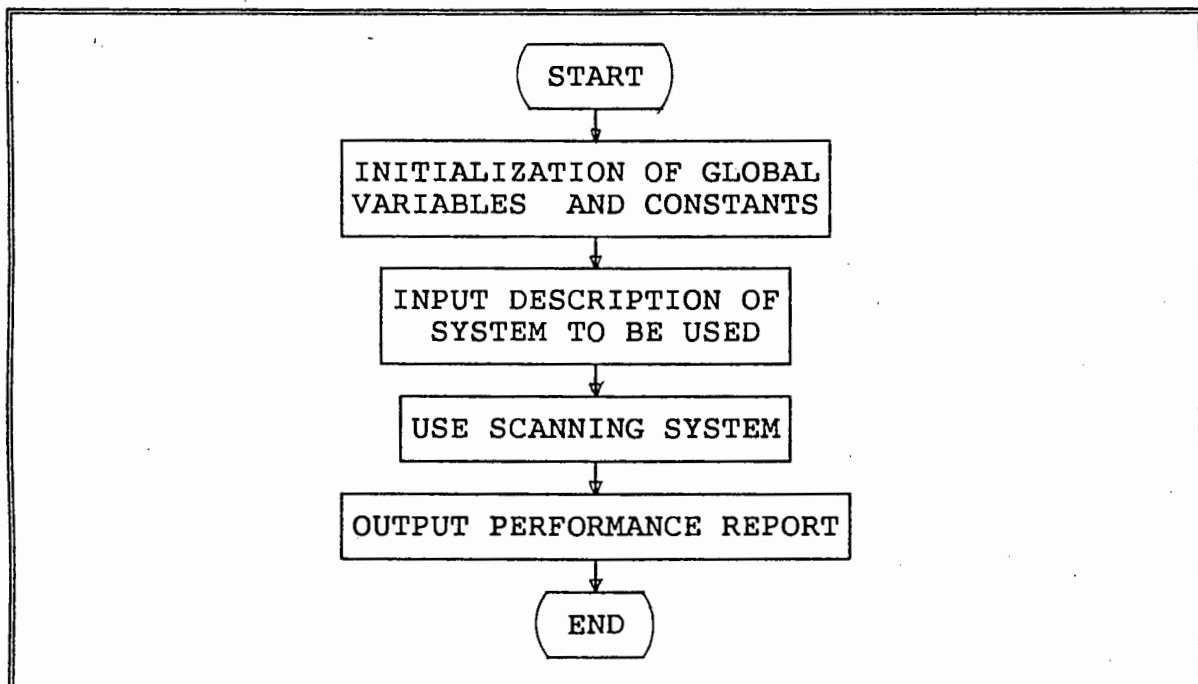 START
INITIALIZATION OF GLOBAL
VARIABLES AND CONSTANTS
INPUT DESCRIPTION OF
SYSTEM TO BE USED
USE SCANNING SYSTEM
OUTPUT PERFORMANCE REPORT
END